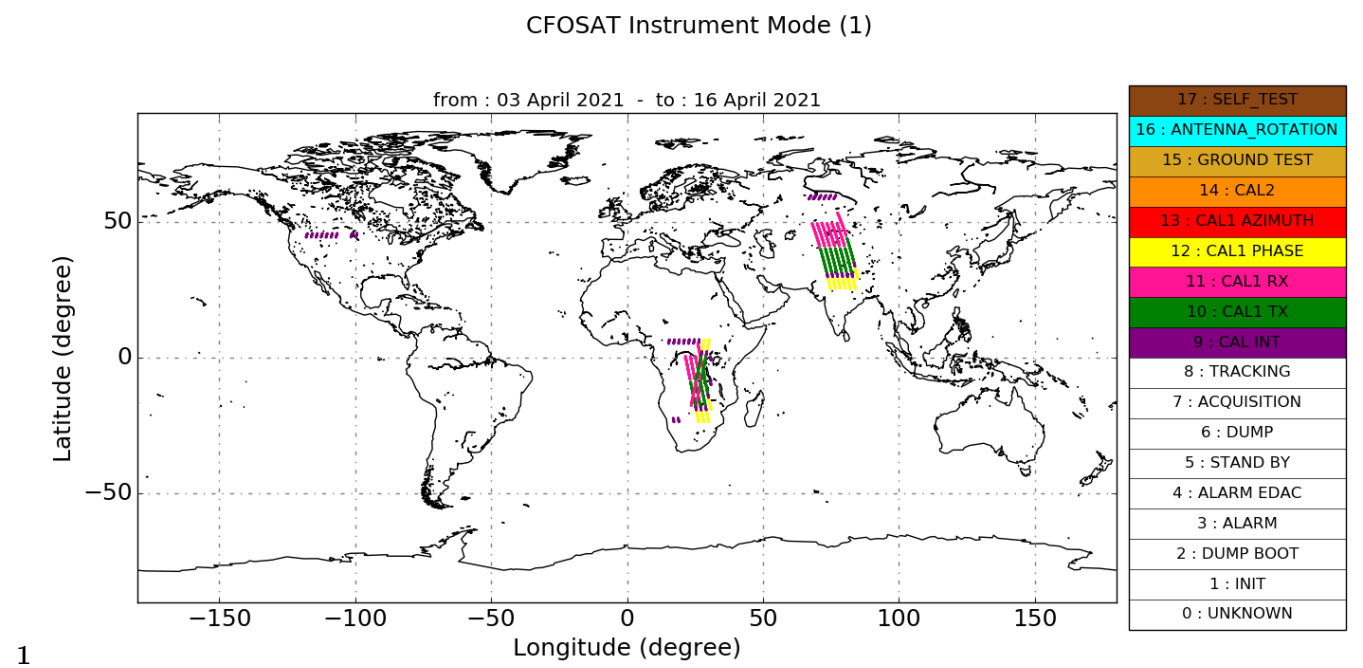 CFOSAT Instrument Mode (1)
from : 03 April 2021 - to : 16 April 2021
17 : SELF_TEST
16 : ANTENNA_ROTATION
15 : GROUND TEST
14 : CAL2
13 : CAL1 AZIMUTH
12 : CAL1 PHASE
11 : CAL1 RX
10 : CAL1 TX
9 : CAL INT
8 : TRACKING
7 : ACQUISITION
6 : DUMP
5 : STAND BY
4 : ALARM EDAC
3 : ALARM
2 : DUMP BOOT
1 : INIT
0 : UNKNOWN
Latitude (degree)
50
0
−50
−150 −100 −50 0 50 100 150
Longitude (degree)
1